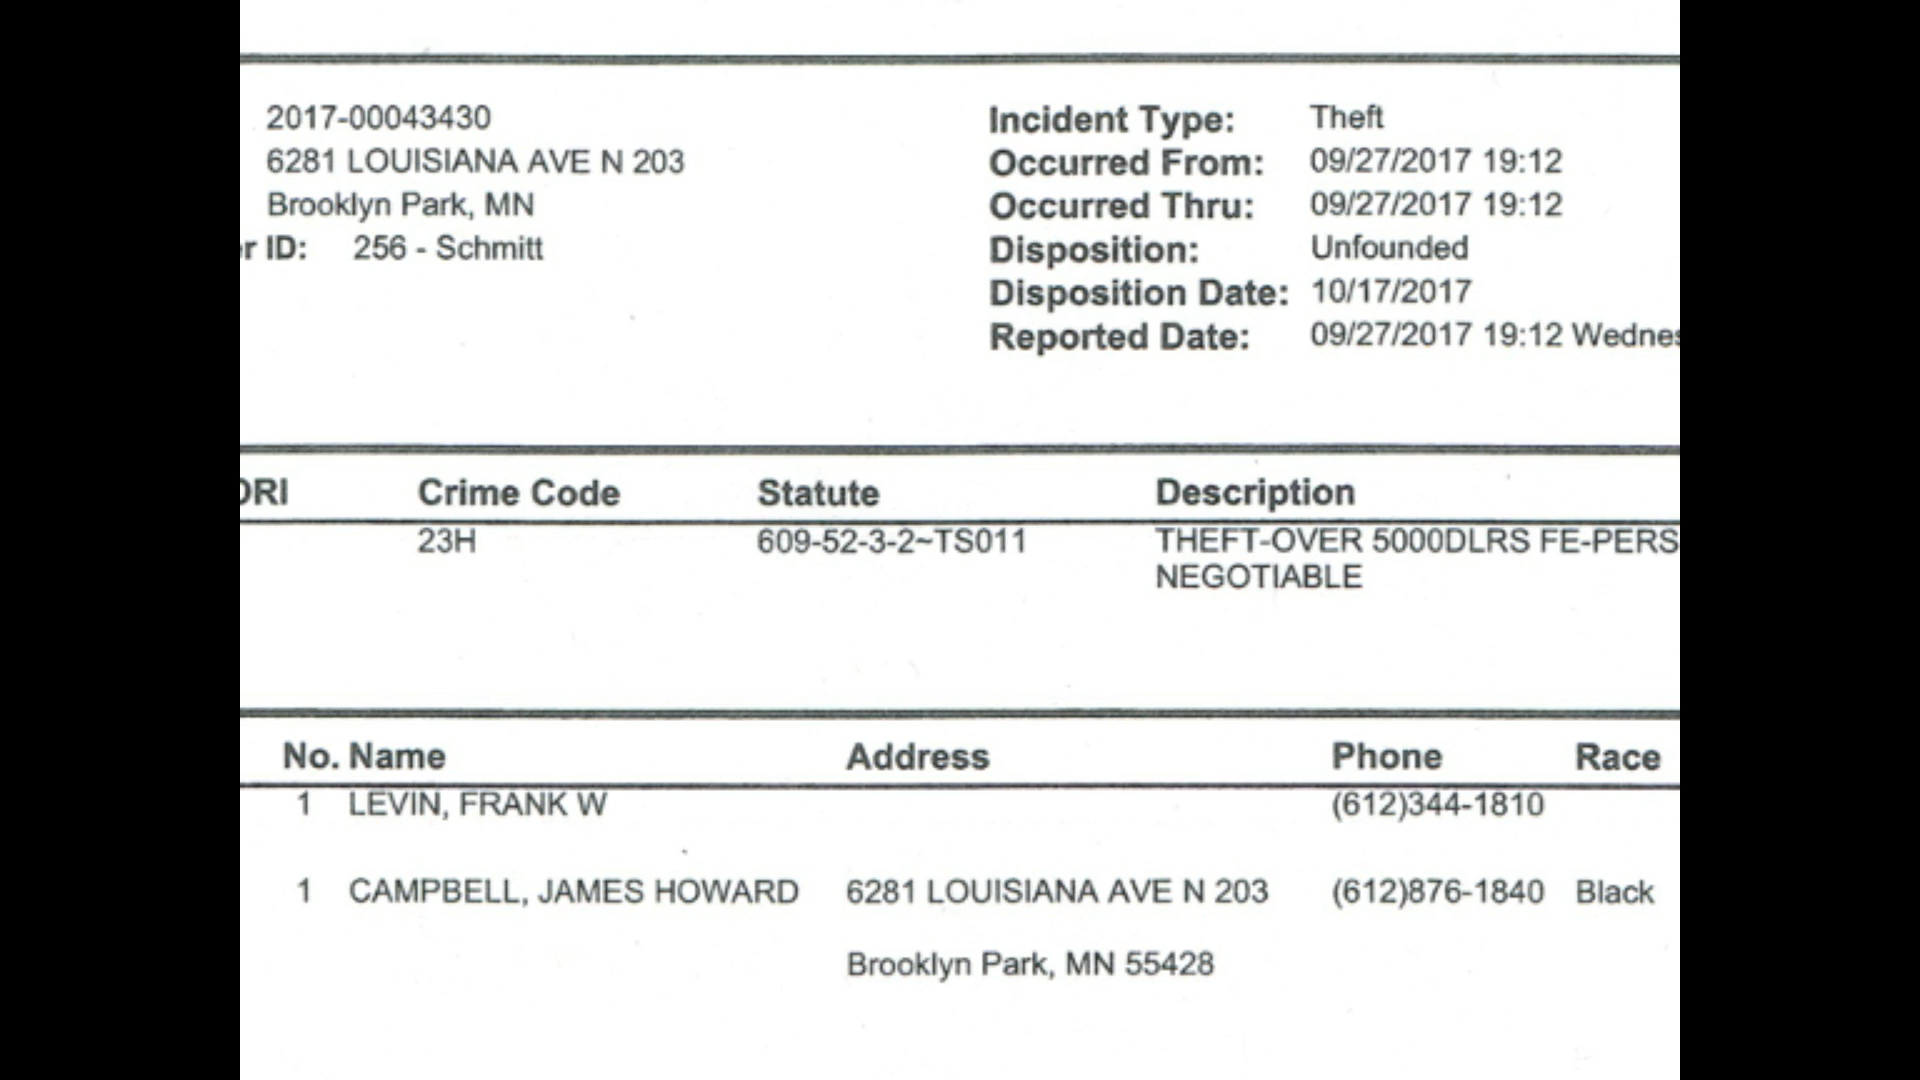 2017-00043430 Incident Type: Theft
6281 LOUISIANA AVE N 203 Occurred From: 09/27/2017 19:12
Brooklyn Park, MN Occurred Thru: 09/27/2017 19:12
r ID: 256 - Schmitt Disposition: Unfounded
Disposition Date: 10/17/2017
Reported Date: 09/27/2017 19:12 Wednes
ORI Crime Code Statute Description
23H 609-52-3-2~TS011 THEFT-OVER 5000DLRS FE-PERS
NEGOTIABLE
No. Name Address Phone Race
1 LEVIN, FRANK W (612)344-1810
1 CAMPBELL, JAMES HOWARD 6281 LOUISIANA AVE N 203 (612)876-1840 Black
Brooklyn Park, MN 55428